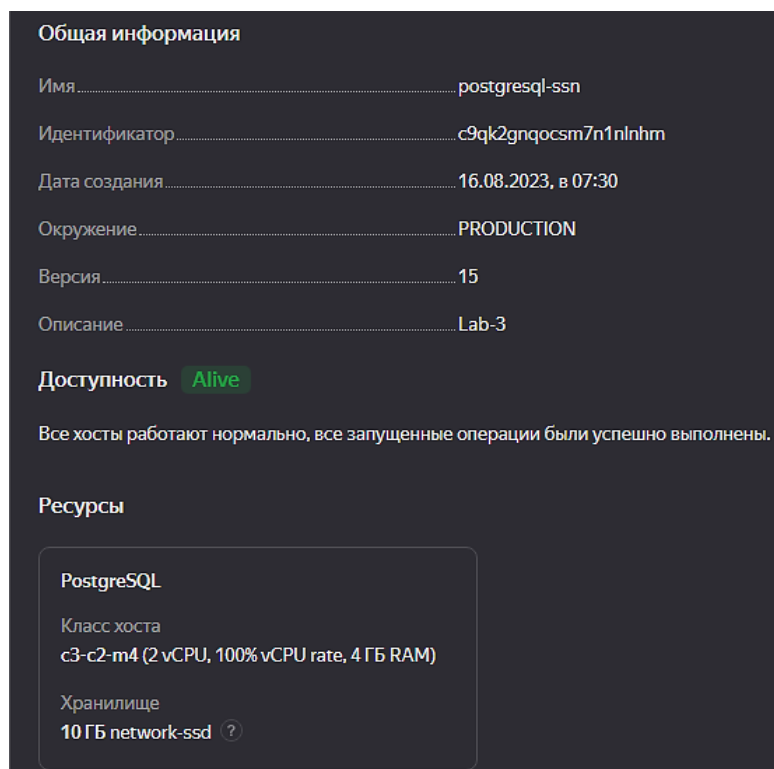 Общая информация
Имя postgresql-ssn
Идентификатор c9qk2gnqocsm7n1nlnhm
Дата создания 16.08.2023, в 07:30
Окружение PRODUCTION
Версия 15
Описание Lab-3
Доступность Alive
Все хосты работают нормально, все запущенные операции были успешно выполнены.
Ресурсы
PostgreSQL
Класс хоста
c3-c2-m4 (2 vCPU, 100% vCPU rate, 4 ГБ RAM)
Хранилище
10 ГБ network-ssd ?